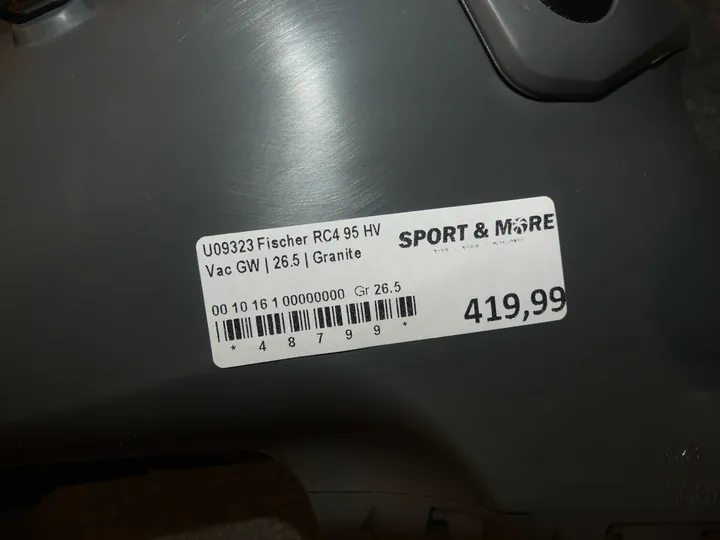 U09323 Fischer RC4 95 HV
Vac GW | 26.5 | Granite
SPORT & MORE
00 10 16 1 00000000 Gr 26.5
* 4 8 7 9 9 *
419,99